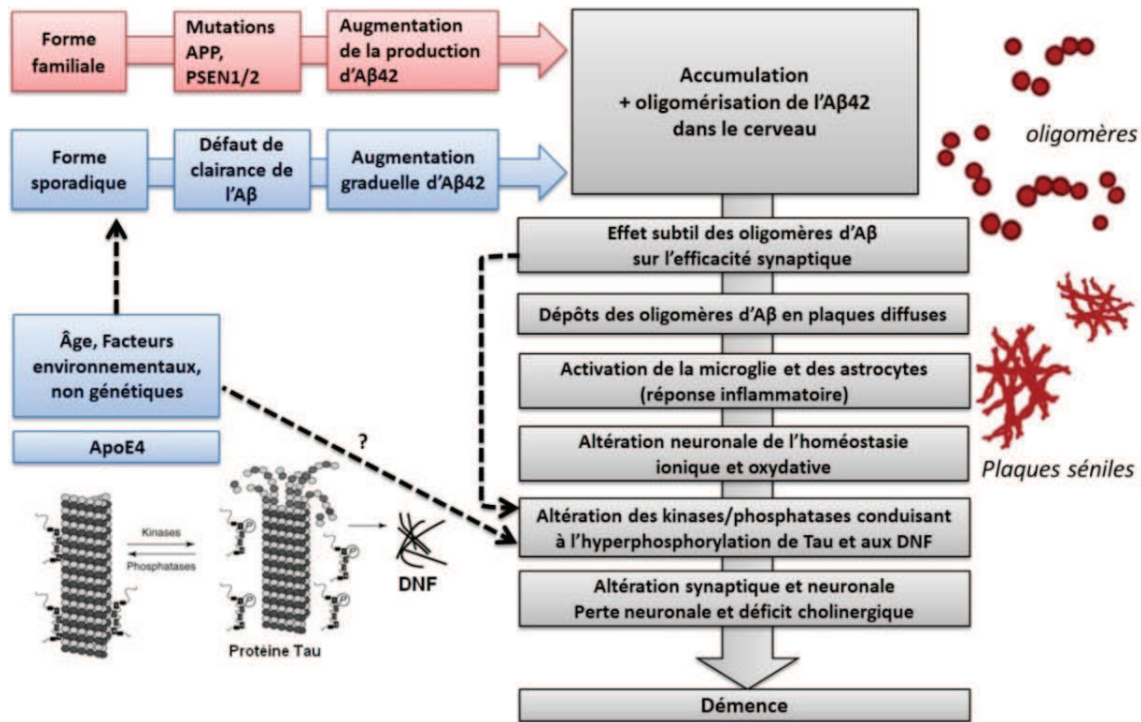 Forme
familiale
Mutations
APP,
PSEN1/2
Augmentation
de la production
d'Aβ42
Accumulation
+ oligomérisation de l'Aβ42
dans le cerveau
oligomères
Forme
sporadique
Défaut de
clairance de
l'Aβ
Augmentation
graduelle d'Aβ42
Effet subtil des oligomères d'Aβ
sur l'efficacité synaptique
Dépôts des oligomères d'Aβ en plaques diffuses
Activation de la microglie et des astrocytes
(réponse inflammatoire)
Altération neuronale de l'homéostasie
ionique et oxydative
Plaques séniles
Altération des kinases/phosphatases conduisant
à l'hyperphosphorylation de Tau et aux DNF
Altération synaptique et neuronale
Perte neuronale et déficit cholinergique
Démence
Âge, Facteurs
environnementaux,
non génétiques
ApoE4
?
Kinases
Phosphatases
P
P
P
P
DNF
Protéine Tau